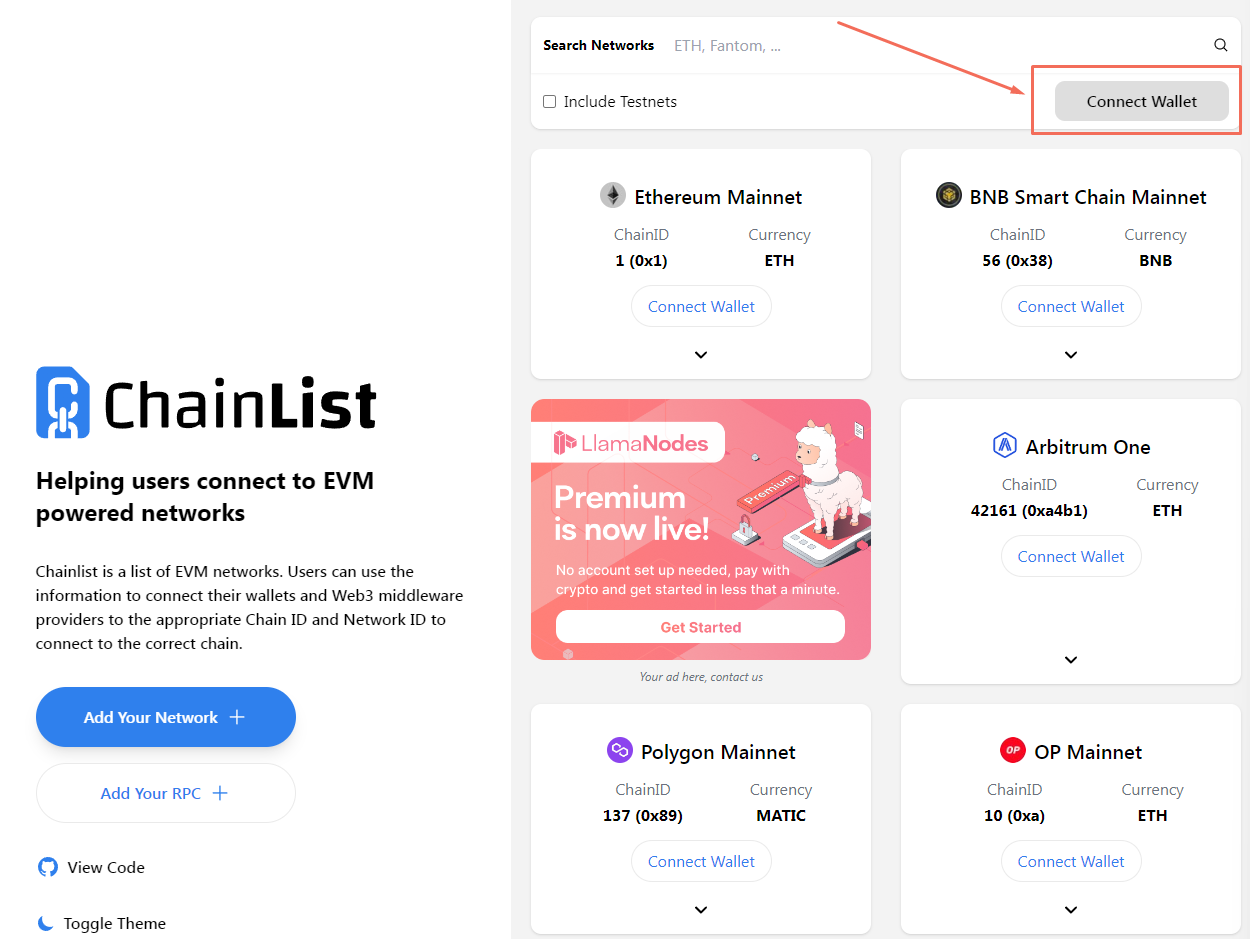 ChainList
Helping users connect to EVM
powered networks
Chainlist is a list of EVM networks. Users can use the
information to connect their wallets and Web3 middleware
providers to the appropriate Chain ID and Network ID to
connect to the correct chain.
Add Your Network
Add Your RPC
View Code
Toggle Theme
Search Networks ETH, Fantom, ...
Include Testnets
Connect Wallet
Ethereum Mainnet
ChainID Currency
1 (0x1) ETH
Connect Wallet
BNB Smart Chain Mainnet
ChainID Currency
56 (0x38) BNB
Connect Wallet
LlamaNodes
Premium
is now live!
Premium
No account set up needed, pay with
crypto and get started in less that a minute.
Get Started
Your ad here, contact us
Arbitrum One
ChainID Currency
42161 (0xa4b1) ETH
Connect Wallet
Polygon Mainnet
ChainID Currency
137 (0x89) MATIC
Connect Wallet
OP
OP Mainnet
ChainID Currency
10 (0xa) ETH
Connect Wallet